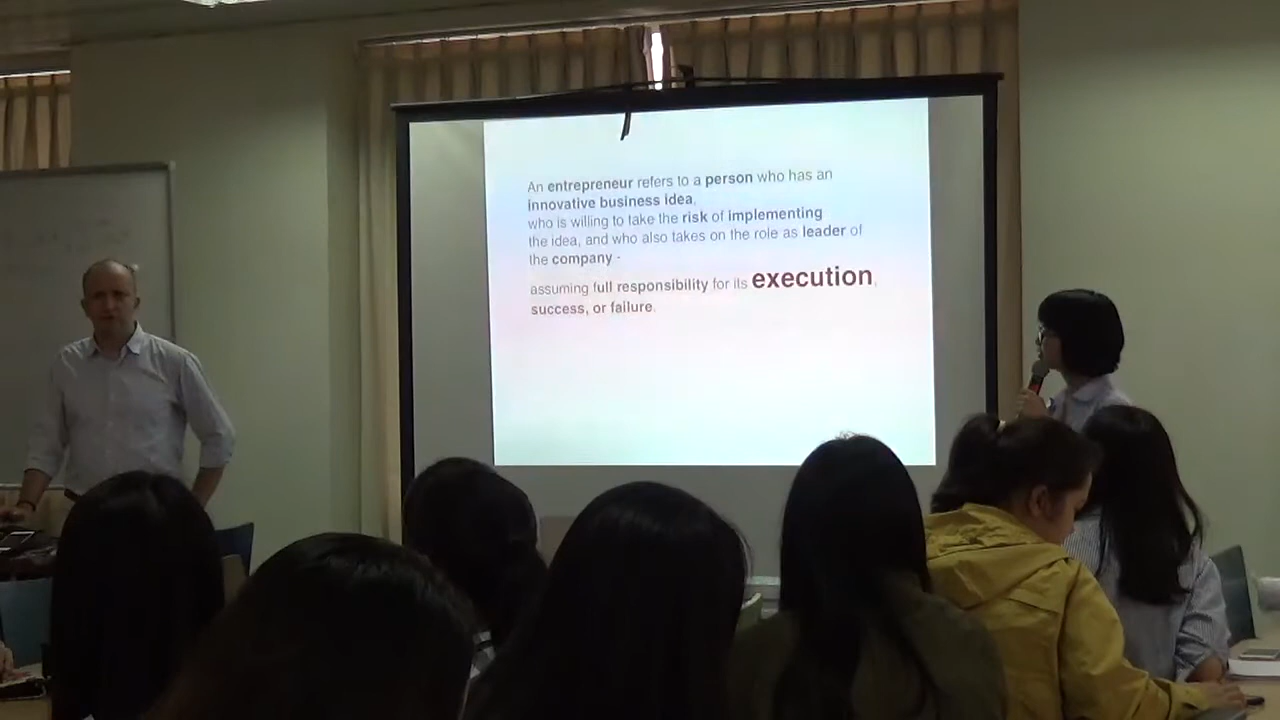 An entrepreneur refers to a person who has an
innovative business idea,
who is willing to take the risk of implementing
the idea, and who also takes on the role as leader of
the company -
assuming full responsibility for its execution,
success, or failure.